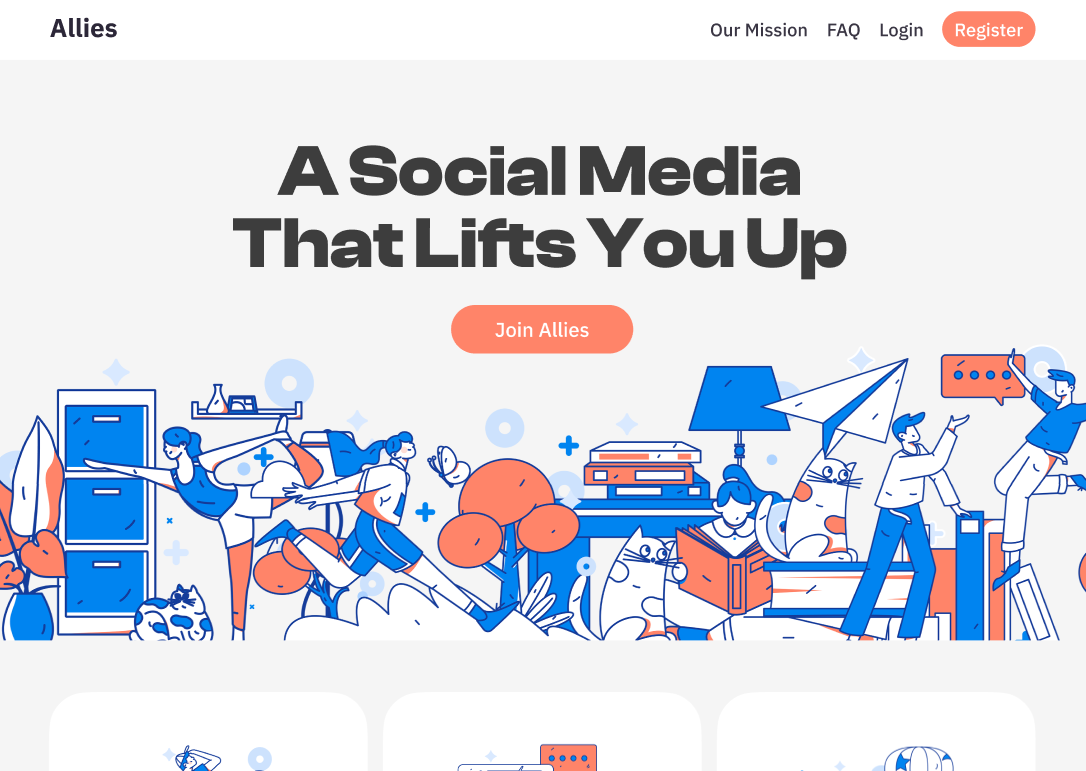 Allies
Our Mission FAQ Login Register
A Social Media
That Lifts You Up
Join Allies